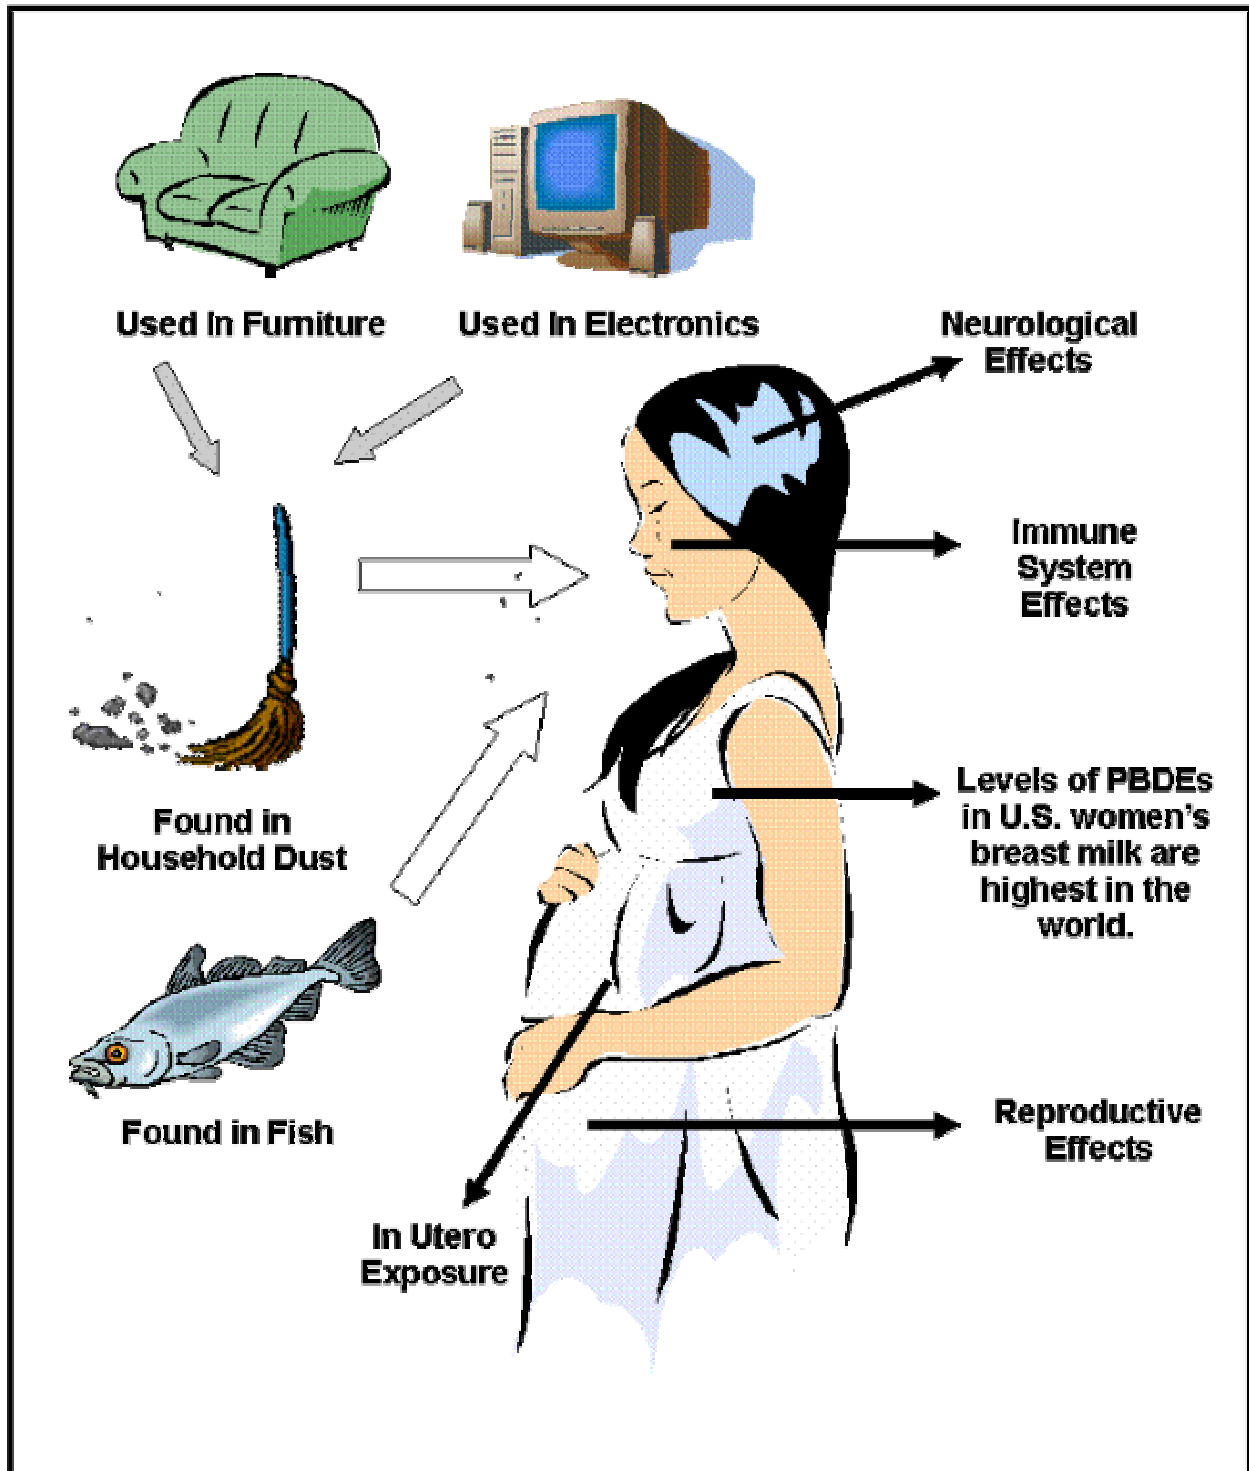 Used In Furniture
Used In Electronics
Neurological
Effects
Immune
System
Effects
Levels of PBDEs
in U.S. women's
breast milk are
highest in the
world.
Found in
Household Dust
Found in Fish
Reproductive
Effects
In Utero
Exposure